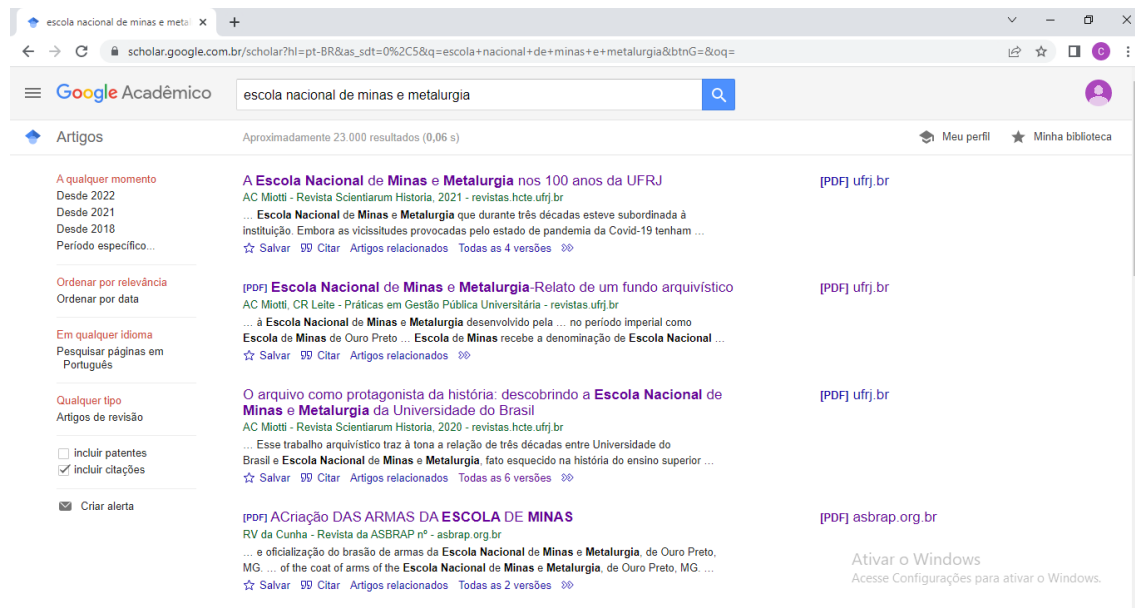 escola nacional de minas e meta
scholar.google.com.br/scholar?hl=pt-BR&as_sdt=0%2C5&q=escola+nacional+de+minas+e+metalurgia&btnG=&oq=
C
Google Acadêmico
escola nacional de minas e metalurgia
Artigos
Aproximadamente 23.000 resultados (0,06 s)
Meu perfil
Minha biblioteca
A qualquer momento
Desde 2022
Desde 2021
Desde 2018
Período específico...
Ordenar por relevância
Ordenar por data
Em qualquer idioma
Pesquisar páginas em
Português
Qualquer tipo
Artigos de revisão
incluir patentes
incluir citações
Criar alerta
A Escola Nacional de Minas e Metalurgia nos 100 anos da UFRJ
[PDF] ufrj.br
AC Miotti - Revista Scientiarum Historia, 2021 - revistas.hcte.ufrj.br
... Escola Nacional de Minas e Metalurgia que durante três décadas esteve subordinada à
instituição. Embora as vicissitudes provocadas pelo estado de pandemia da Covid-19 tenham ...
Salvar Citar Artigos relacionados Todas as 4 versões
[PDF] Escola Nacional de Minas e Metalurgia-Relato de um fundo arquivístico
[PDF] ufrj.br
AC Miotti, CR Leite - Práticas em Gestão Pública Universitária - revistas.ufrj.br
... à Escola Nacional de Minas e Metalurgia desenvolvido pela ... no período imperial como
Escola de Minas de Ouro Preto ... Escola de Minas recebe a denominação de Escola Nacional ...
Salvar Citar Artigos relacionados
O arquivo como protagonista da história: descobrindo a Escola Nacional de
Minas e Metalurgia da Universidade do Brasil
[PDF] ufrj.br
AC Miotti - Revista Scientiarum Historia, 2020 - revistas.hcte.ufrj.br
... Esse trabalho arquivístico traz à tona a relação de três décadas entre Universidade do
Brasil e Escola Nacional de Minas e Metalurgia, fato esquecido na história do ensino superior ...
Salvar Citar Artigos relacionados Todas as 6 versões
[PDF] ACriação DAS ARMAS DA ESCOLA DE MINAS
[PDF] asbrap.org.br
RV da Cunha - Revista da ASBRAP nº - asbrap.org.br
... e oficialização do brasão de armas da Escola Nacional de Minas e Metalurgia, de Ouro Preto,
MG. ... of the coat of arms of the Escola Nacional de Minas e Metalurgia, de Ouro Preto, MG. ...
Salvar Citar Artigos relacionados Todas as 2 versões
Ativar o Windows
Acesse Configurações para ativar o Windows.